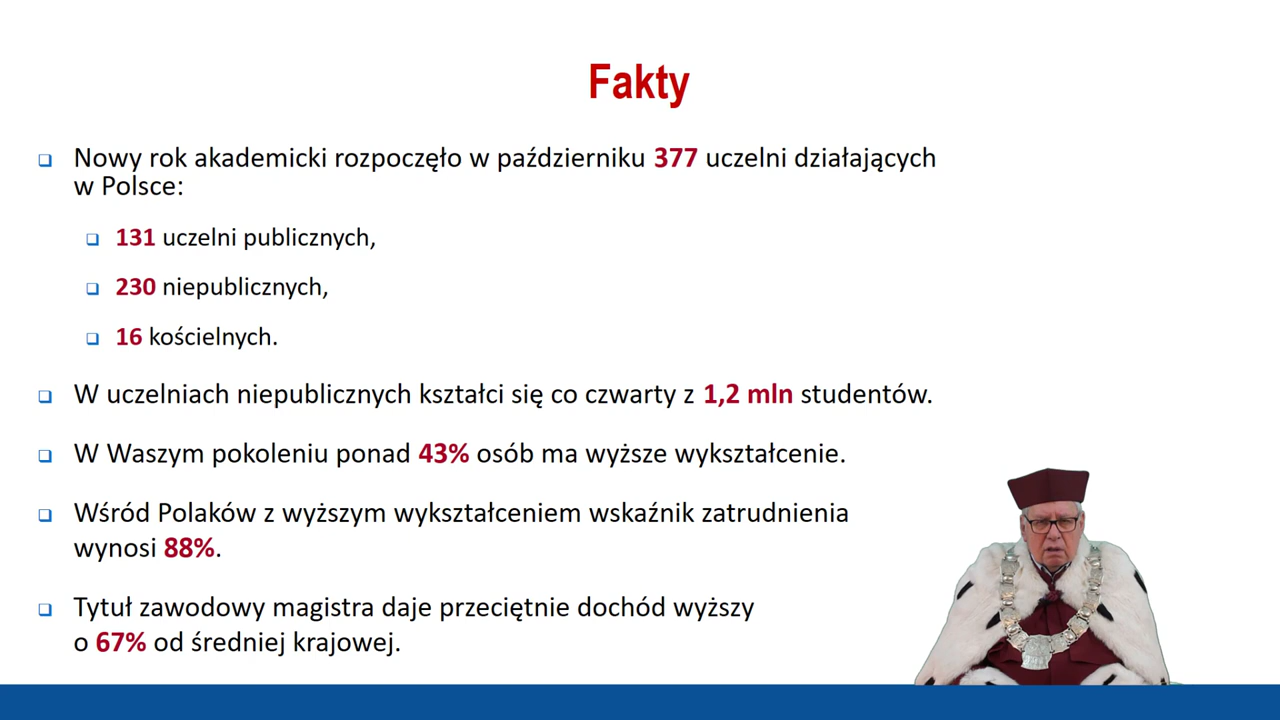 Fakty
Nowy rok akademicki rozpoczęło w październiku 377 uczelni działających
w Polsce:
131 uczelni publicznych,
230 niepublicznych,
16 kościelnych.
W uczelniach niepublicznych kształci się co czwarty z 1,2 mln studentów.
W Waszym pokoleniu ponad 43% osób ma wyższe wykształcenie.
Wśród Polaków z wyższym wykształceniem wskaźnik zatrudnienia
wynosi 88%.
Tytuł zawodowy magistra daje przeciętnie dochód wyższy
o 67% od średniej krajowej.